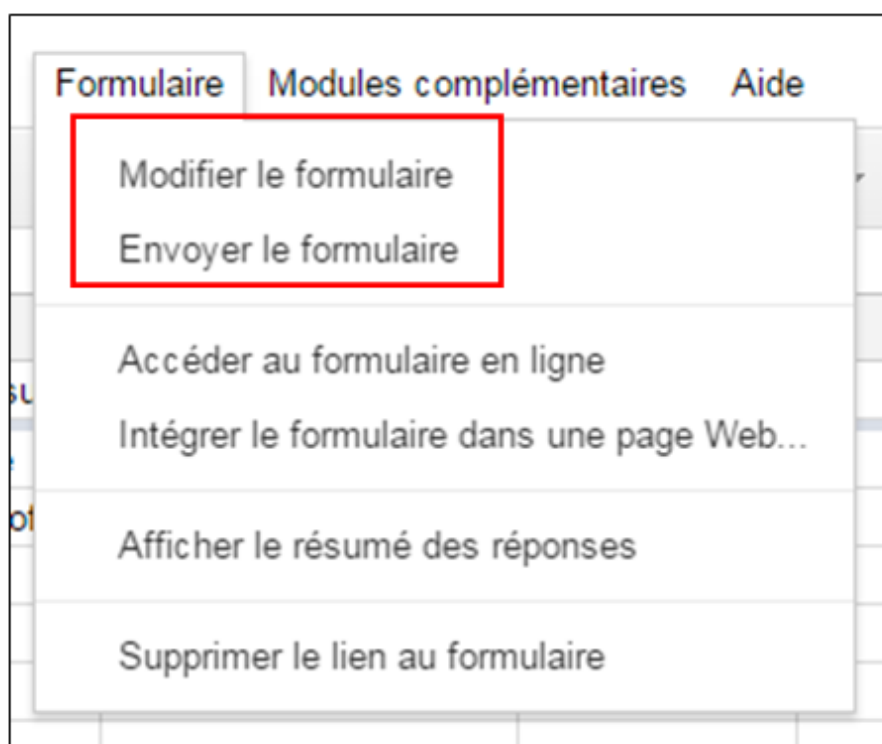 Formulaire Modules complémentaires Aide
Modifier le formulaire
Envoyer le formulaire
Accéder au formulaire en ligne
Intégrer le formulaire dans une page Web...
Afficher le résumé des réponses
Supprimer le lien au formulaire